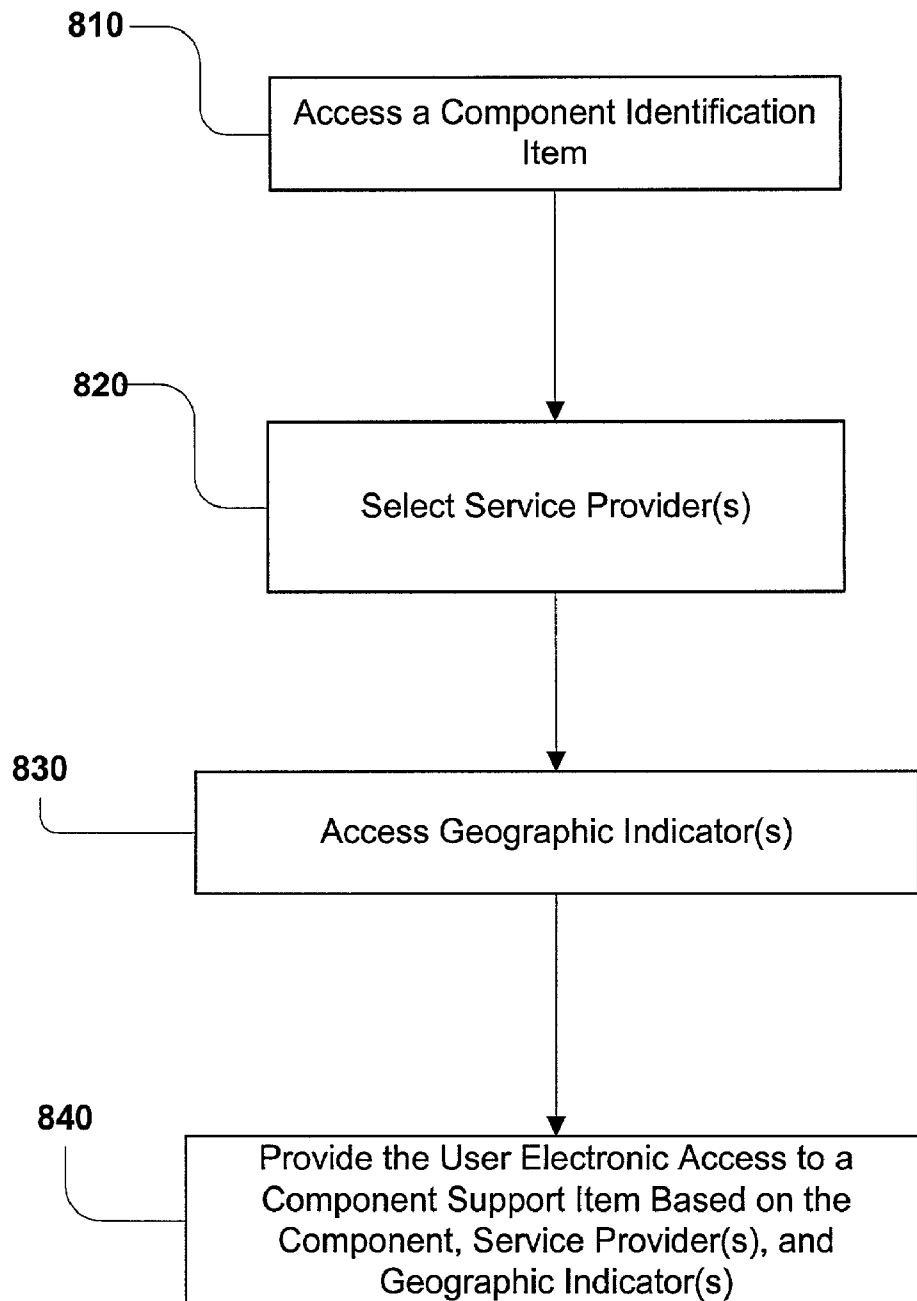 810
Access a Component Identification
Item
820
Select Service Provider(s)
830
Access Geographic Indicator(s)
840
Provide the User Electronic Access to a
Component Support Item Based on the
Component, Service Provider(s), and
Geographic Indicator(s)